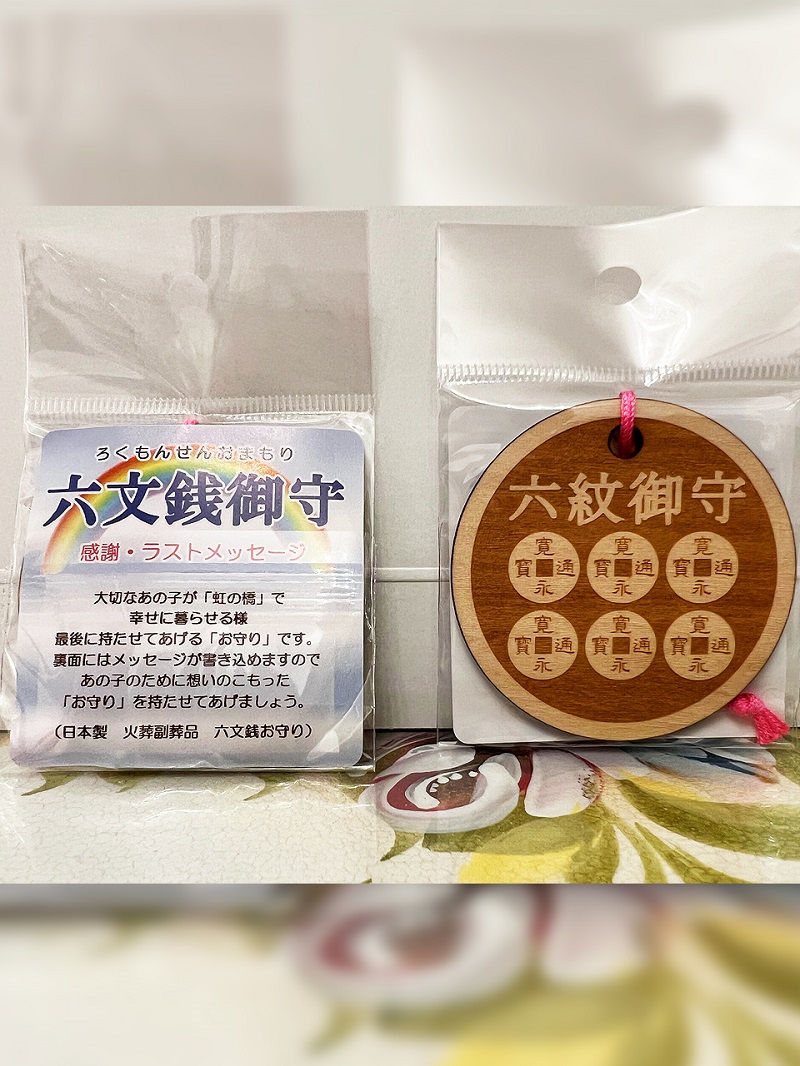 ろくもんせんおまもり
六文銭御守
感謝・ラストメッセージ
大切なあの子が「虹の橋」で
幸せに暮らせる様
最後に持たせてあげる「お守り」です。
裏面にはメッセージが書き込めますので
あの子のために想いのこもった
「お守り」を持たせてあげましょう。
（日本製　火葬副葬品　六文銭お守り）
六紋御守
寛永通寶
寛永通寶
寛永通寶
寛永通寶
寛永通寶
寛永通寶